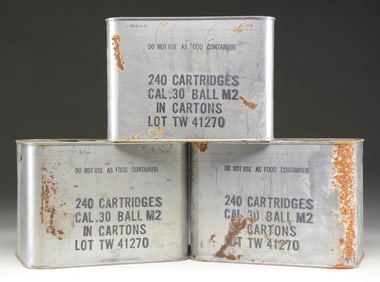 DO NOT USE AS FOOD CONTAINER
240 CARTRIDGES
CAL .30 BALL M2
IN CARTONS
LOT TW 41270
DO NOT USE AS FOOD CONTAINER
240 CARTRIDGES
CAL .30 BALL M2
IN CARTONS
LOT TW 41270
DO NOT USE AS FOOD CONTAINER
240 CARTRIDGES
CAL .30 BALL M2
CARTONS
LOT TW 41270